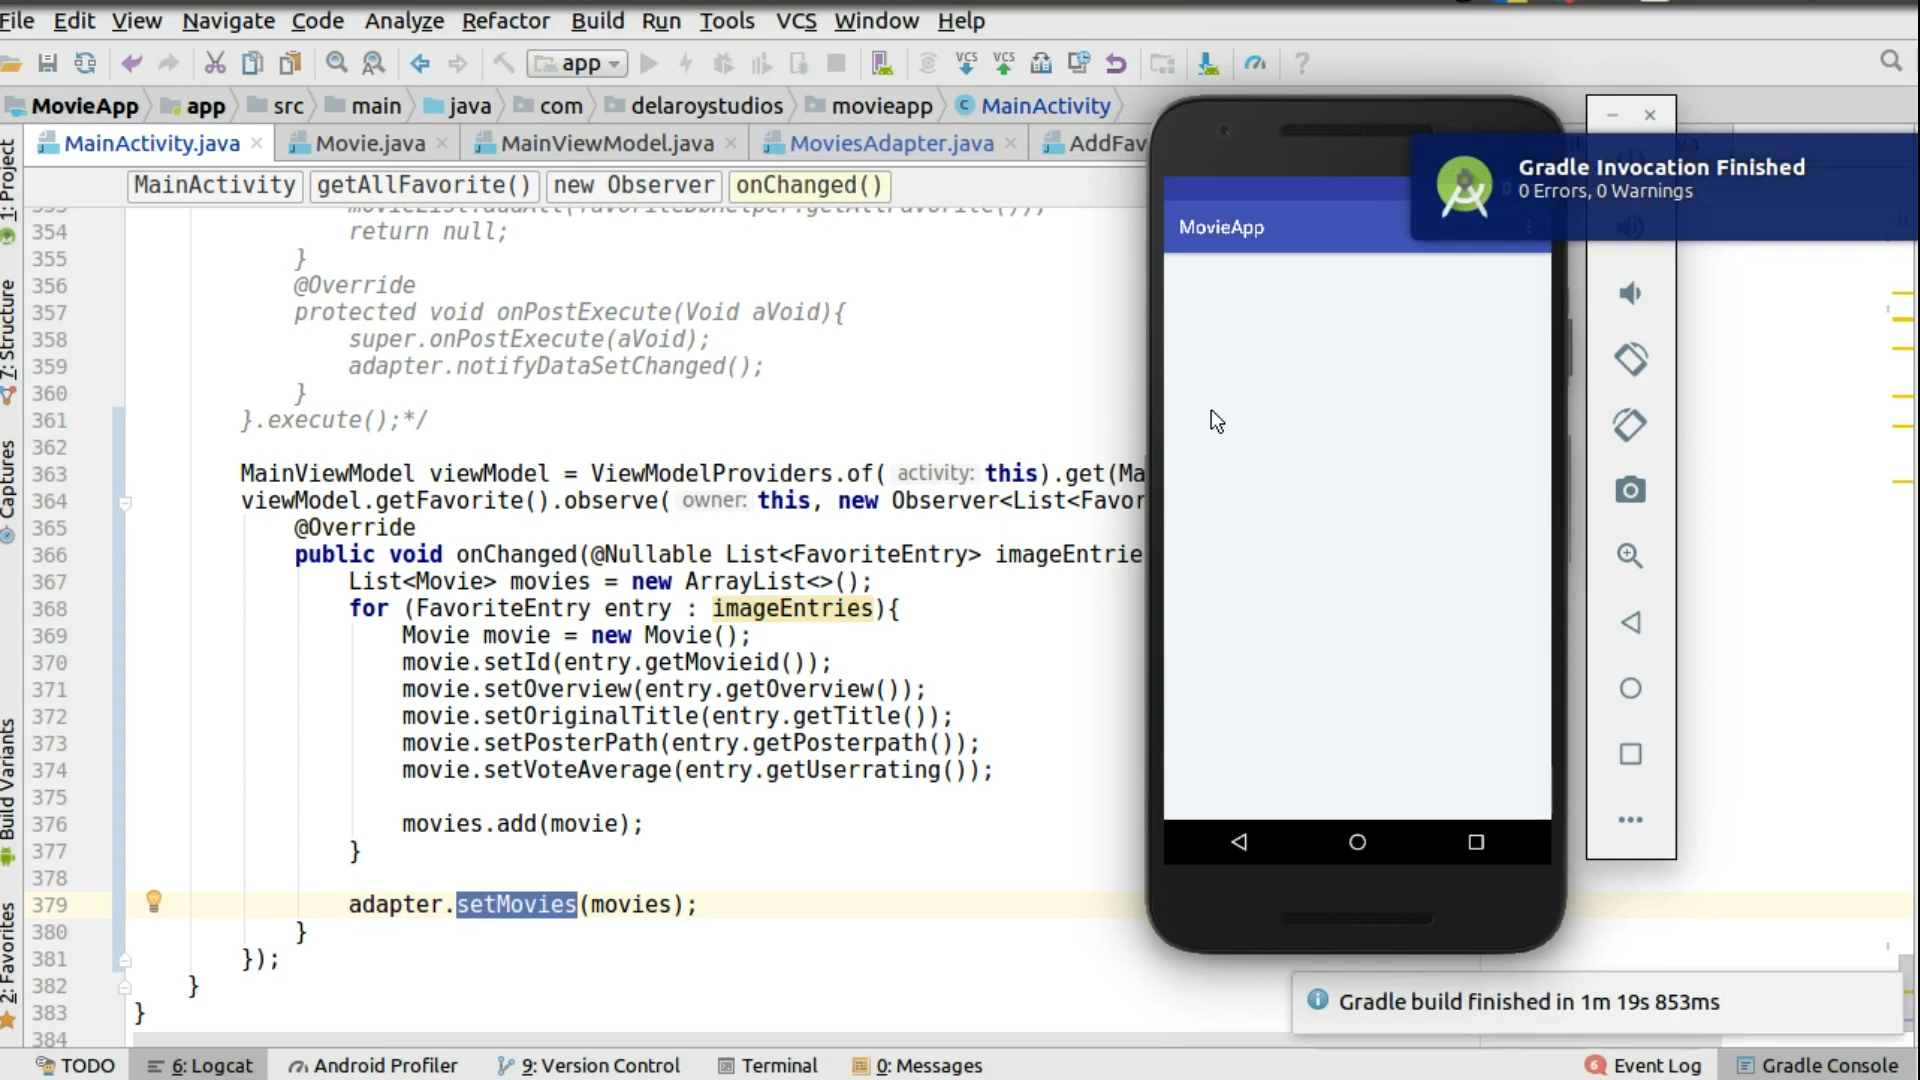 File Edit View Navigate Code Analyze Refactor Build Run Tools VCS Window Help
app
VCS VCS
MovieApp app src main java com delaroystudios movieapp MainActivity
MainActivity.java Movie.java MainViewModel.java MoviesAdapter.java AddFav
MainActivity getAllFavorite() new Observer onChanged()
1: Project
7: Structure
Captures
Build Variants
2: Favorites
movieList.addAll(favoriteDbHelper.getAllFavorite());
354 return null;
355 }
356 @Override
357 protected void onPostExecute(Void aVoid){
358 super.onPostExecute(aVoid);
359 adapter.notifyDataSetChanged();
360 }
361 }.execute();*/
362
363 MainViewModel viewModel = ViewModelProviders.of( activity: this).get(Ma
364 viewModel.getFavorite().observe( owner: this, new Observer<List<Favor
365 @Override
366 public void onChanged(@Nullable List<FavoriteEntry> imageEntrie
367 List<Movie> movies = new ArrayList<>();
368 for (FavoriteEntry entry : imageEntries){
369 Movie movie = new Movie();
370 movie.setId(entry.getMovieid());
371 movie.setOverview(entry.getOverview());
372 movie.setOriginalTitle(entry.getTitle());
373 movie.setPosterPath(entry.getPosterpath());
374 movie.setVoteAverage(entry.getUserrating());
375
376 movies.add(movie);
377 }
378
379 adapter.setMovies(movies);
380 }
381 });
382 }
383 }
384
MovieApp
Gradle Invocation Finished
0 Errors, 0 Warnings
Gradle build finished in 1m 19s 853ms
TODO 6: Logcat Android Profiler 9: Version Control Terminal 0: Messages 6 Event Log Gradle Console